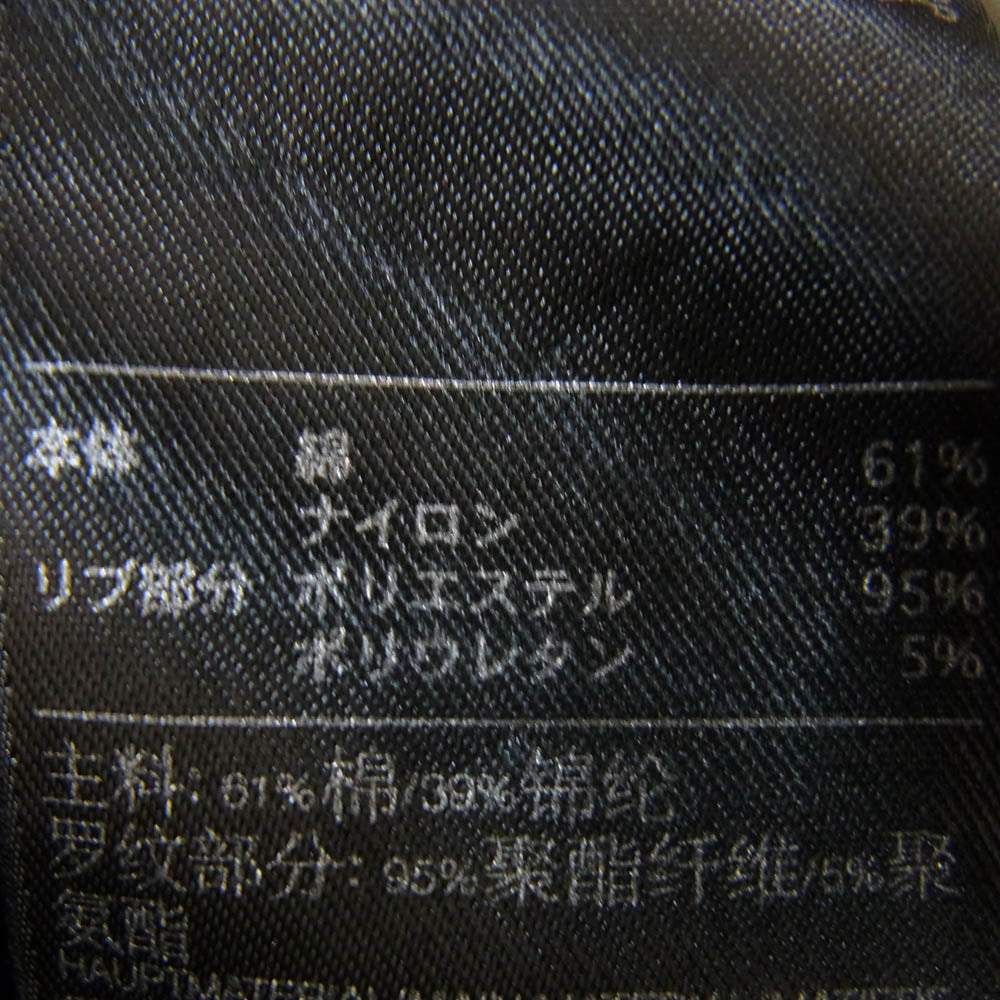 本体 綿 61%
ナイロン 39%
リブ部分 ポリエステル 95%
ポリウレタン 5%
主料: 61%棉/39%锦纶
罗纹部分: 95%聚酯纤维/5%聚
氨酯
HAUPTMATERIAL